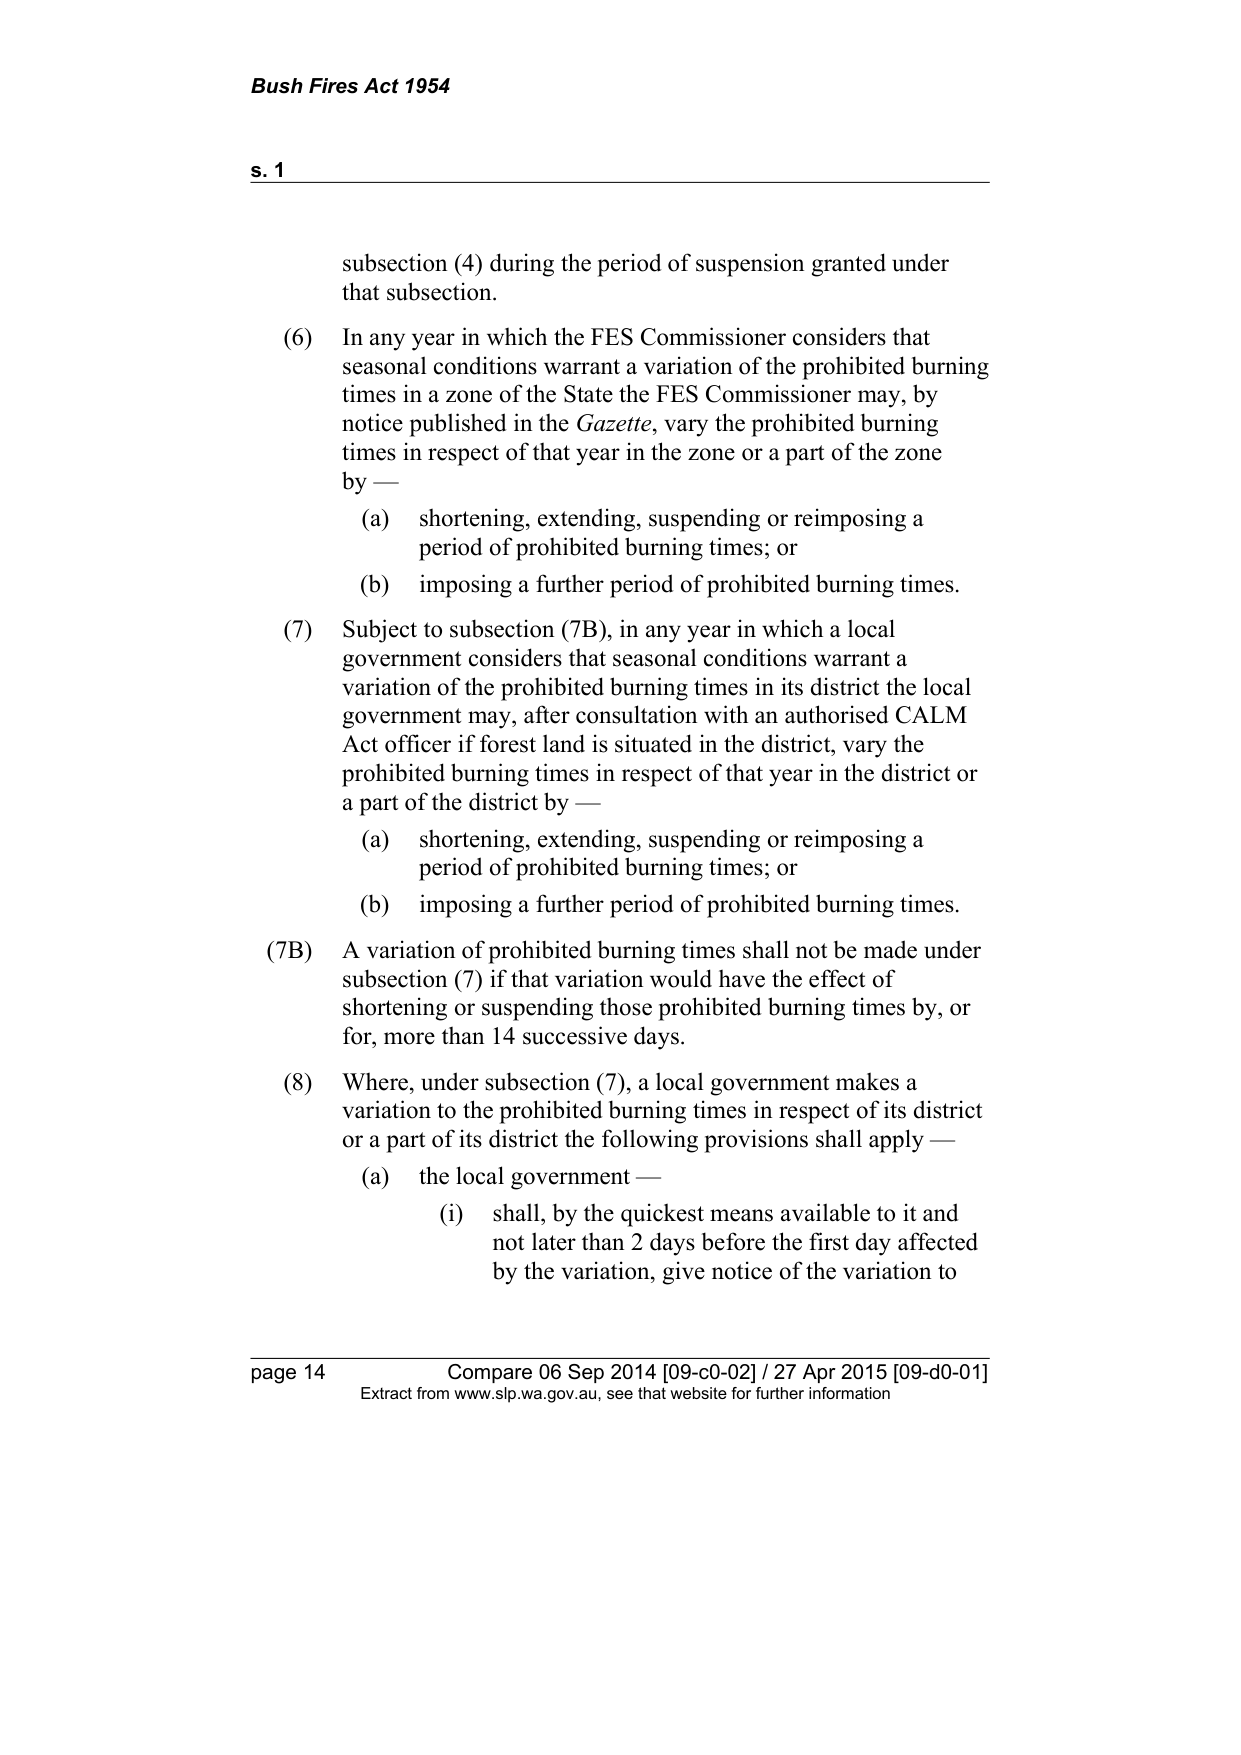 Bush Fires Act 1954
s. 1
subsection (4) during the period of suspension granted under
that subsection.
(6) In any year in which the FES Commissioner considers that
seasonal conditions warrant a variation of the prohibited burning
times in a zone of the State the FES Commissioner may, by
notice published in the Gazette, vary the prohibited burning
times in respect of that year in the zone or a part of the zone
by —
(a) shortening, extending, suspending or reimposing a
period of prohibited burning times; or
(b) imposing a further period of prohibited burning times.
(7) Subject to subsection (7B), in any year in which a local
government considers that seasonal conditions warrant a
variation of the prohibited burning times in its district the local
government may, after consultation with an authorised CALM
Act officer if forest land is situated in the district, vary the
prohibited burning times in respect of that year in the district or
a part of the district by —
(a) shortening, extending, suspending or reimposing a
period of prohibited burning times; or
(b) imposing a further period of prohibited burning times.
(7B) A variation of prohibited burning times shall not be made under
subsection (7) if that variation would have the effect of
shortening or suspending those prohibited burning times by, or
for, more than 14 successive days.
(8) Where, under subsection (7), a local government makes a
variation to the prohibited burning times in respect of its district
or a part of its district the following provisions shall apply —
(a) the local government —
(i) shall, by the quickest means available to it and
not later than 2 days before the first day affected
by the variation, give notice of the variation to
page 14 Compare 06 Sep 2014 [09-c0-02] / 27 Apr 2015 [09-d0-01]
Extract from www.slp.wa.gov.au, see that website for further information